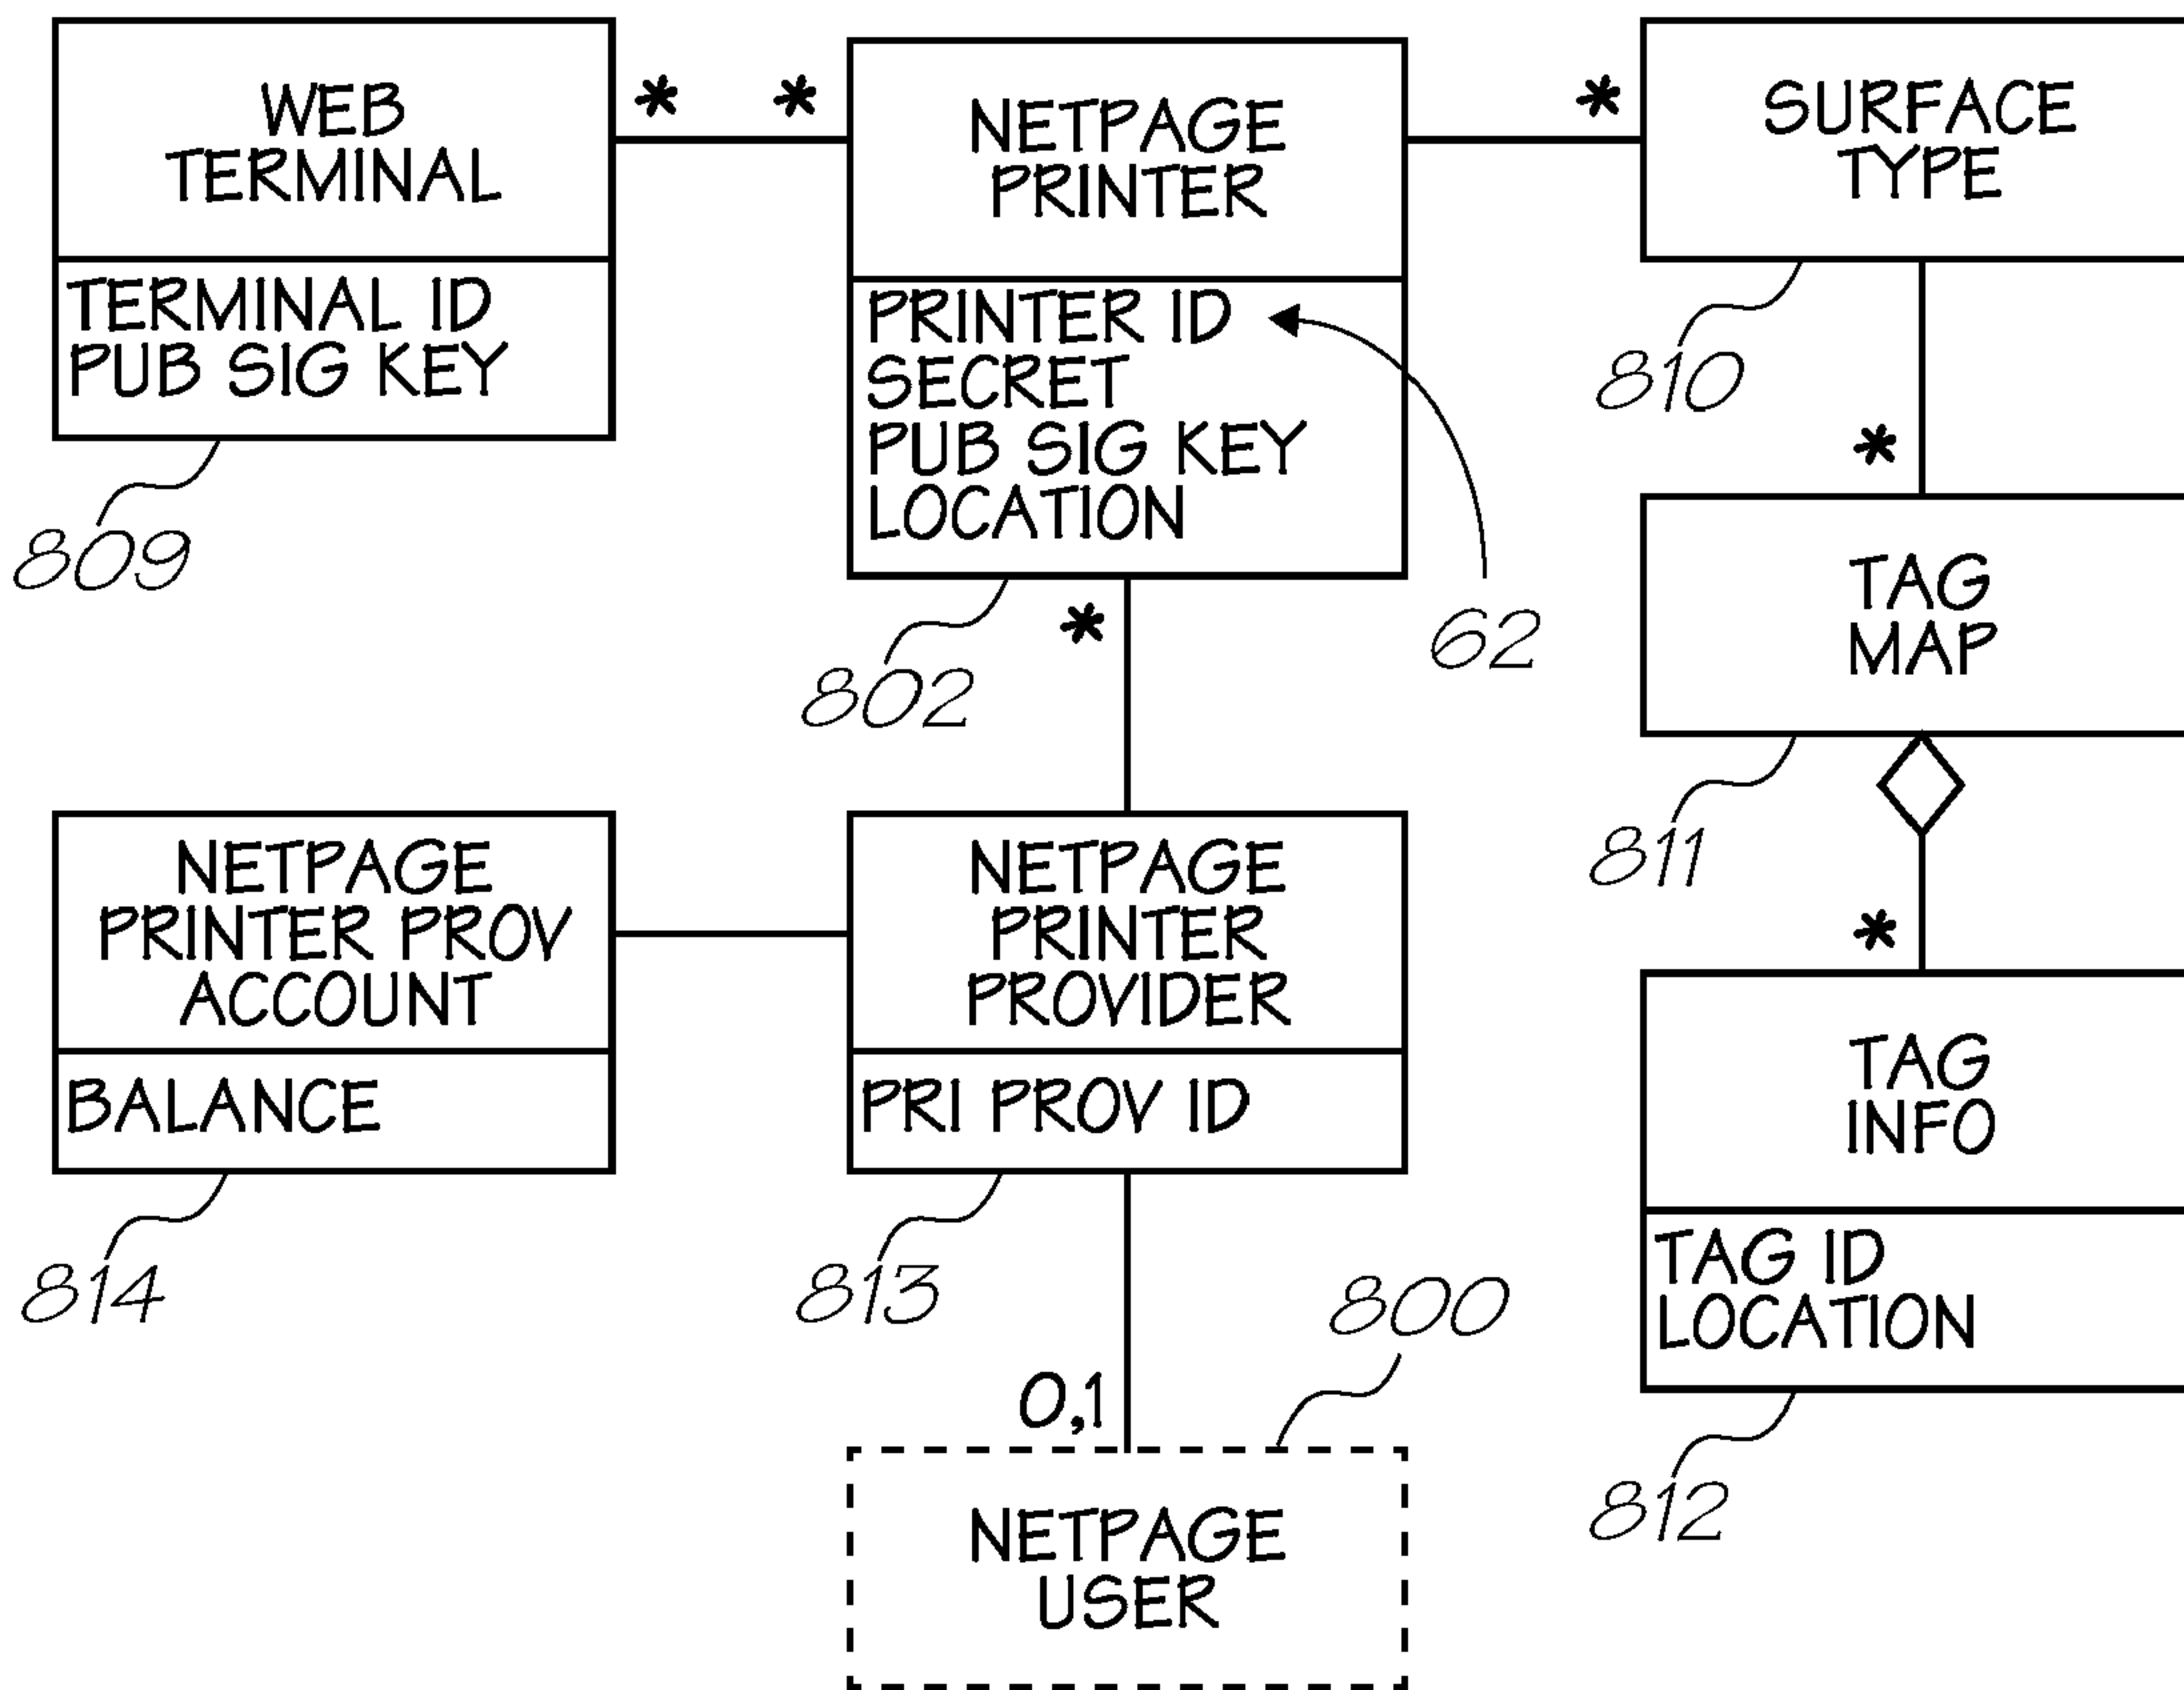 WEB
TERMINAL
TERMINAL ID
PUB SIG KEY
809
*
*
NETPAGE
PRINTER
PRINTER ID
SECRET
PUB SIG KEY
LOCATION
62
802
*
*
SURFACE
TYPE
810
*
TAG
MAP
811
*
TAG
INFO
TAG ID
LOCATION
812
NETPAGE
PRINTER PROV
ACCOUNT
BALANCE
814
NETPAGE
PRINTER
PROVIDER
PRI PROV ID
813
800
0,1
NETPAGE
USER